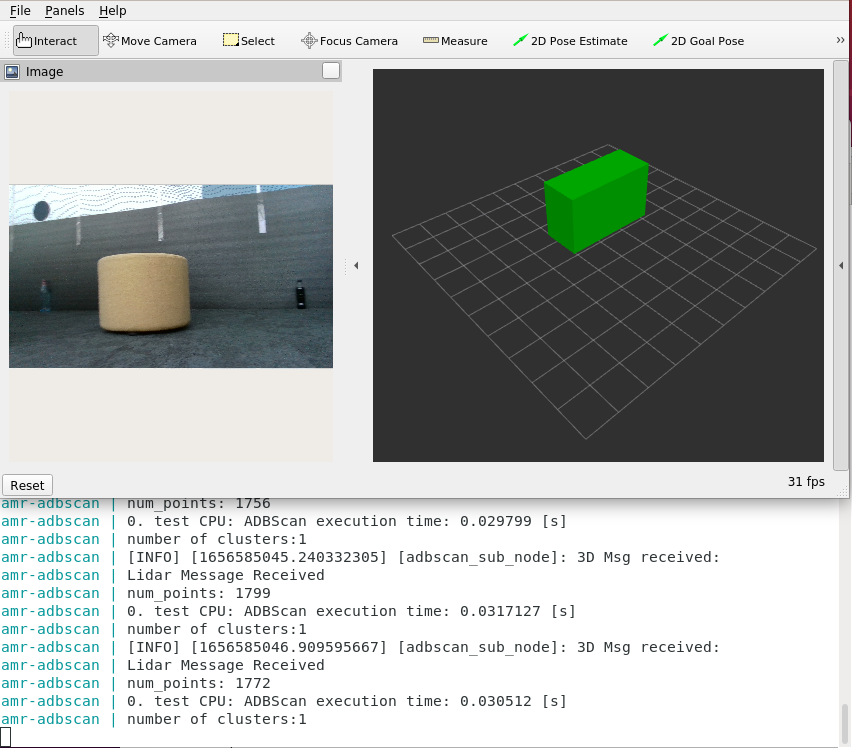 File Panels Help
Interact Move Camera Select Focus Camera Measure 2D Pose Estimate 2D Goal Pose »
Image
Reset
31 fps
amr-adbscan | num_points: 1756
amr-adbscan | 0. test CPU: ADBScan execution time: 0.029799 [s]
amr-adbscan | number of clusters:1
amr-adbscan | [INFO] [1656585045.240332305] [adbscan_sub_node]: 3D Msg received:
amr-adbscan | Lidar Message Received
amr-adbscan | num_points: 1799
amr-adbscan | 0. test CPU: ADBScan execution time: 0.0317127 [s]
amr-adbscan | number of clusters:1
amr-adbscan | [INFO] [1656585046.909595667] [adbscan_sub_node]: 3D Msg received:
amr-adbscan | Lidar Message Received
amr-adbscan | num_points: 1772
amr-adbscan | 0. test CPU: ADBScan execution time: 0.030512 [s]
amr-adbscan | number of clusters:1